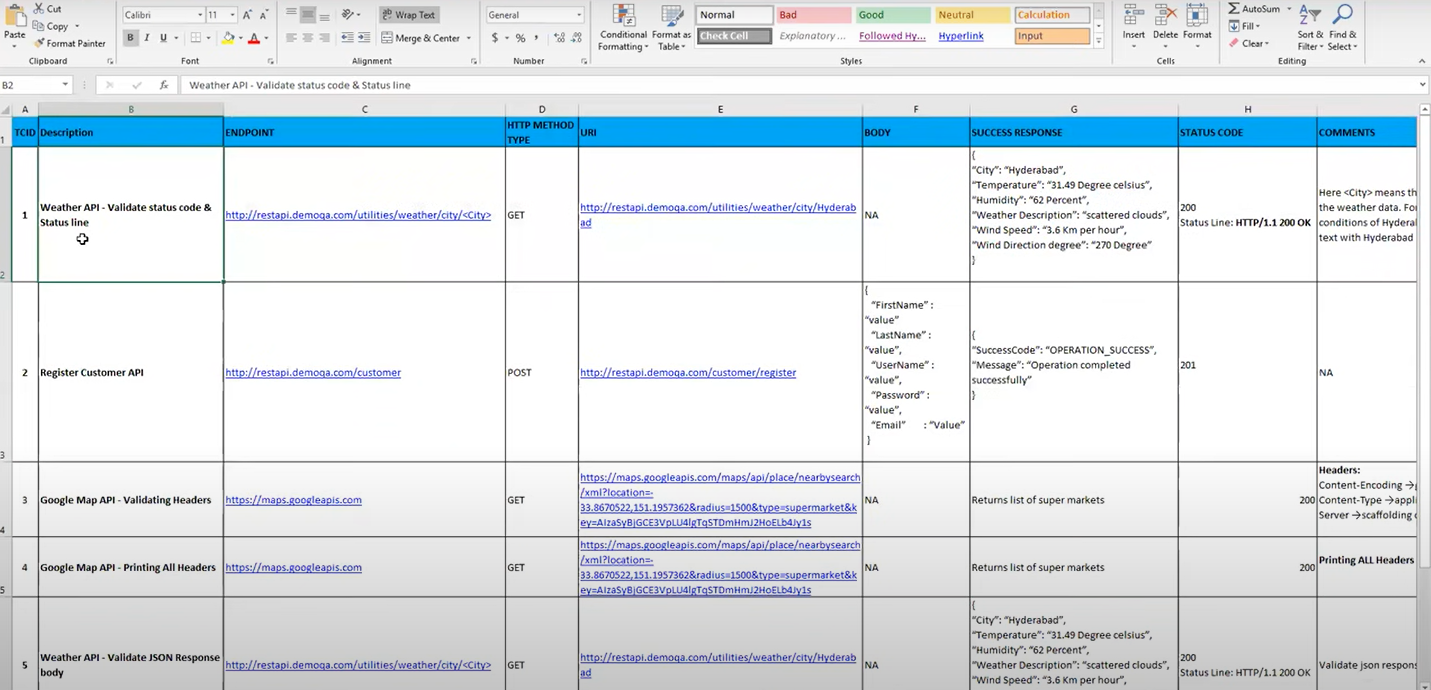 Cut
Copy
Format Painter
Paste
Clipboard
Calibri
11
B I U
Font
Wrap Text
Merge & Center
Alignment
General
$ % ,
Number
Conditional
Formatting
Format as
Table
Normal
Bad
Good
Neutral
Calculation
Check Cell
Explanatory ...
Followed Hy...
Hyperlink
Input
Styles
Insert
Delete
Format
Cells
AutoSum
Fill
Clear
Sort &
Filter
Find &
Select
Editing
B2
fx
Weather API - Validate status code & Status line
A B C D E F G H
1
TCID
Description
ENDPOINT
HTTP METHOD
TYPE
URI
BODY
SUCCESS RESPONSE
STATUS CODE
COMMENTS
2
1
Weather API - Validate status code &
Status line
http://restapi.demoqa.com/utilities/weather/city/<City>
GET
http://restapi.demoqa.com/utilities/weather/city/Hyderab
ad
NA
{
“City”: “Hyderabad”,
“Temperature”: “31.49 Degree celsius”,
“Humidity”: “62 Percent”,
“Weather Description”: “scattered clouds”,
“Wind Speed”: “3.6 Km per hour”,
“Wind Direction degree”: “270 Degree”
}
200
Status Line: HTTP/1.1 200 OK
Here <City> means th
the weather data. Fo
conditions of Hydera
text with Hyderabad
3
2
Register Customer API
http://restapi.demoqa.com/customer
POST
http://restapi.demoqa.com/customer/register
{
“FirstName” :
“value”
“LastName” :
“value”,
“UserName” :
“value”,
“Password” :
“value”,
“Email” : “Value”
}
{
“SuccessCode”: “OPERATION_SUCCESS”,
“Message”: “Operation completed
successfully”
}
201
NA
4
3
Google Map API - Validating Headers
https://maps.googleapis.com
GET
https://maps.googleapis.com/maps/api/place/nearbysearch
/xml?location=-
33.8670522,151.1957362&radius=1500&type=supermarket&k
ey=AIzaSyBjGCE3VpLU4lgTqSTDmHmJ2HoELb4Jy1s
NA
Returns list of super markets
200
Headers:
Content-Encoding →g
Content-Type →appli
Server →scaffolding o
5
4
Google Map API - Printing All Headers
https://maps.googleapis.com
GET
https://maps.googleapis.com/maps/api/place/nearbysearch
/xml?location=-
33.8670522,151.1957362&radius=1500&type=supermarket&k
ey=AIzaSyBjGCE3VpLU4lgTqSTDmHmJ2HoELb4Jy1s
NA
Returns list of super markets
200
Printing ALL Headers
5
Weather API - Validate JSON Response
body
http://restapi.demoqa.com/utilities/weather/city/<City>
GET
http://restapi.demoqa.com/utilities/weather/city/Hyderab
ad
NA
{
“City”: “Hyderabad”,
“Temperature”: “31.49 Degree celsius”,
“Humidity”: “62 Percent”,
“Weather Description”: “scattered clouds”,
“Wind Speed”: “3.6 Km per hour”,
200
Status Line: HTTP/1.1 200 OK
Validate json respons